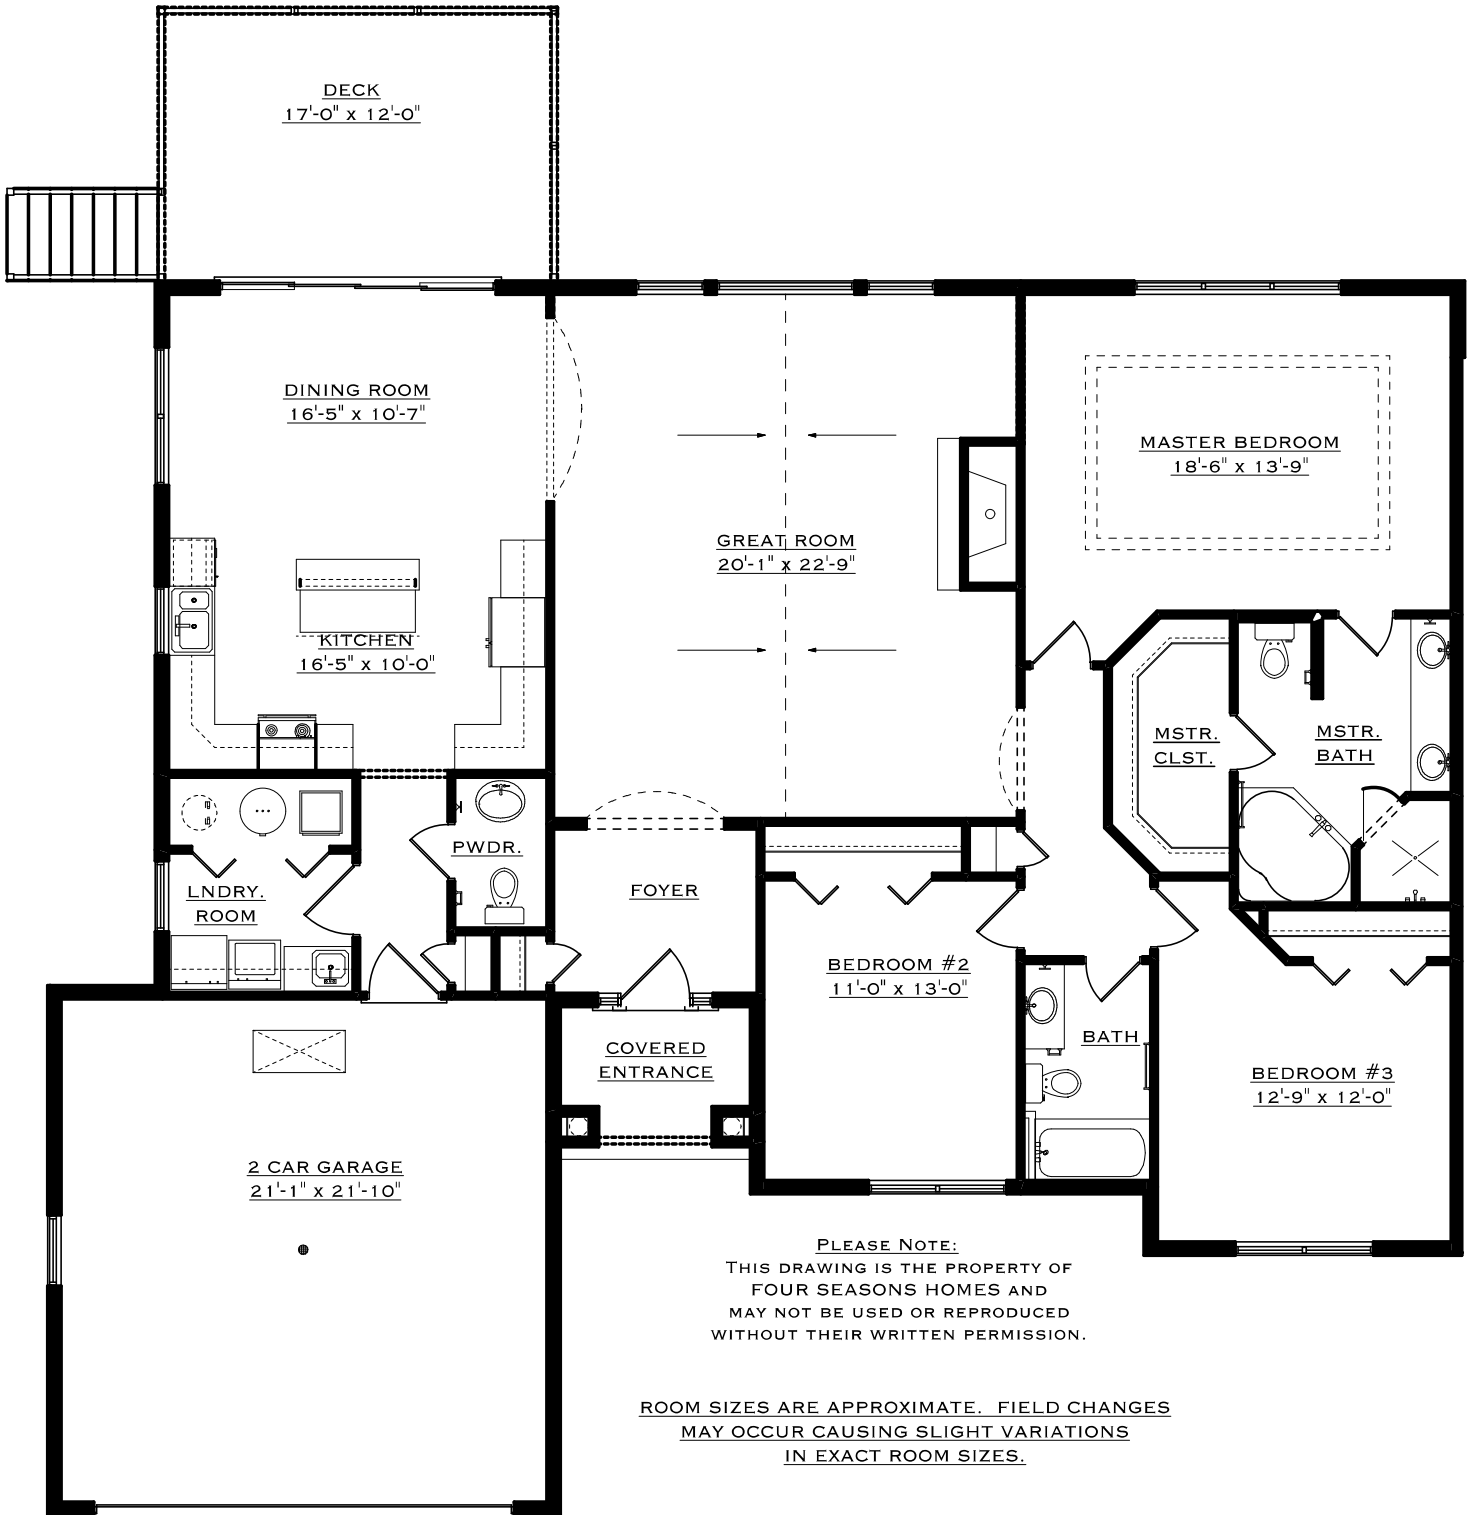 DECK
17'-0" x 12'-0"
DINING ROOM
16'-5" x 10'-7"
MASTER BEDROOM
18'-6" x 13'-9"
GREAT ROOM
20'-1" x 22'-9"
KITCHEN
16'-5" x 10'-0"
MSTR.
CLST.
MSTR.
BATH
PWDR.
LNDRY.
ROOM
FOYER
BEDROOM #2
11'-0" x 13'-0"
BATH
COVERED
ENTRANCE
BEDROOM #3
12'-9" x 12'-0"
2 CAR GARAGE
21'-1" x 21'-10"
PLEASE NOTE:
THIS DRAWING IS THE PROPERTY OF
FOUR SEASONS HOMES AND
MAY NOT BE USED OR REPRODUCED
WITHOUT THEIR WRITTEN PERMISSION.
ROOM SIZES ARE APPROXIMATE. FIELD CHANGES
MAY OCCUR CAUSING SLIGHT VARIATIONS
IN EXACT ROOM SIZES.